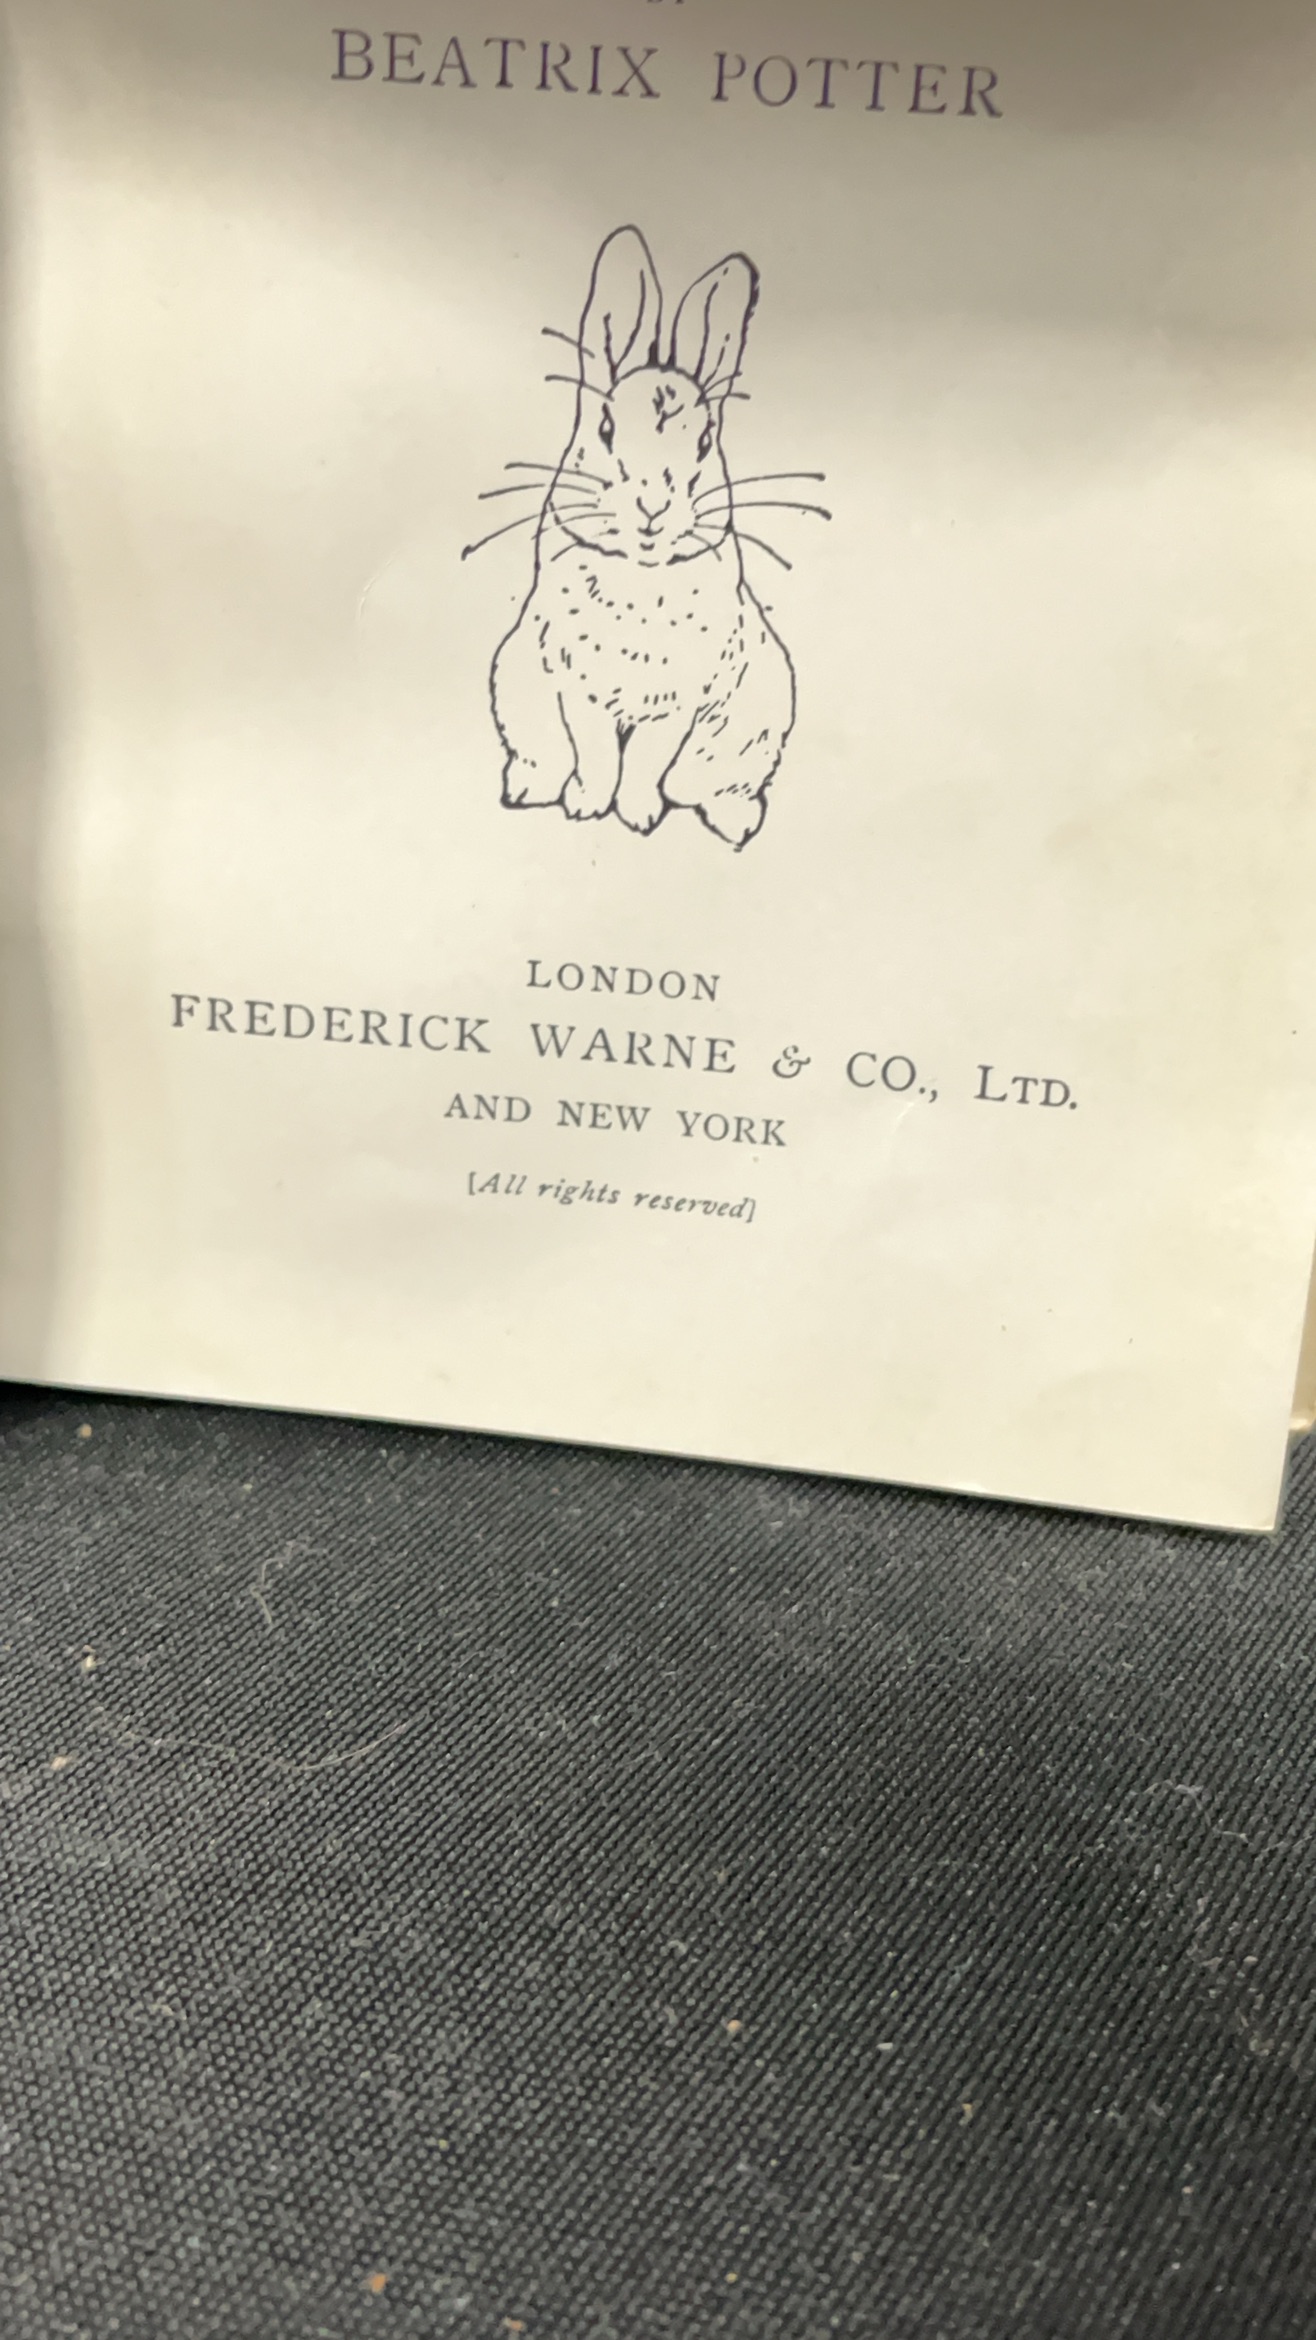 BEATRIX POTTER
LONDON
FREDERICK WARNE & CO., LTD.
AND NEW YORK
[All rights reserved]